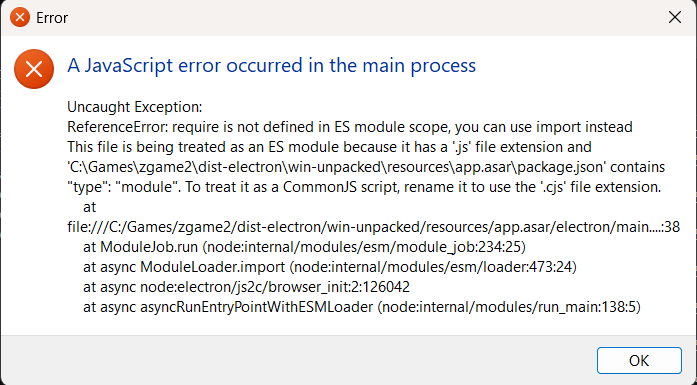 Error
A JavaScript error occurred in the main process
Uncaught Exception:
ReferenceError: require is not defined in ES module scope, you can use import instead
This file is being treated as an ES module because it has a '.js' file extension and
'C:\Games\zgame2\dist-electron\win-unpacked\resources\app.asar\package.json' contains
"type": "module". To treat it as a CommonJS script, rename it to use the '.cjs' file extension.
at
file:///C:/Games/zgame2/dist-electron/win-unpacked/resources/app.asar/electron/main....:38
at ModuleJob.run (node:internal/modules/esm/module_job:234:25)
at async ModuleLoader.import (node:internal/modules/esm/loader:473:24)
at async node:electron/js2c/browser_init:2:126042
at async asyncRunEntryPointWithESMLoader (node:internal/modules/run_main:138:5)
OK